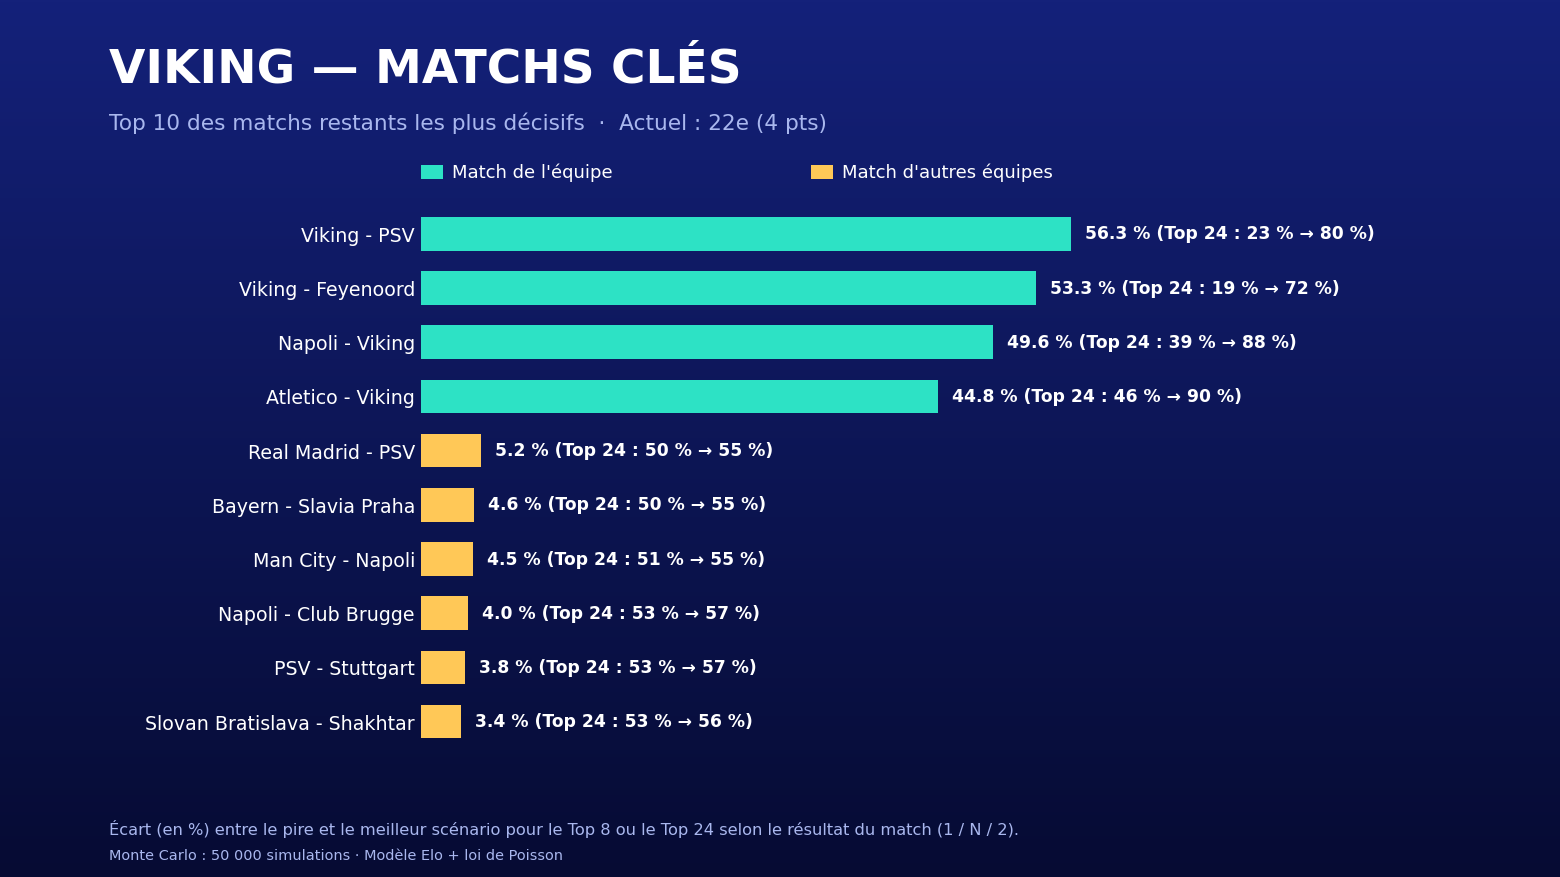 VIKING — MATCHS CLÉS
Top 10 des matchs restants les plus décisifs · Actuel : 22e (4 pts)
Match de l'équipe
Match d'autres équipes
Viking - PSV 56.3 % (Top 24 : 23 % → 80 %)
Viking - Feyenoord 53.3 % (Top 24 : 19 % → 72 %)
Napoli - Viking 49.6 % (Top 24 : 39 % → 88 %)
Atletico - Viking 44.8 % (Top 24 : 46 % → 90 %)
Real Madrid - PSV 5.2 % (Top 24 : 50 % → 55 %)
Bayern - Slavia Praha 4.6 % (Top 24 : 50 % → 55 %)
Man City - Napoli 4.5 % (Top 24 : 51 % → 55 %)
Napoli - Club Brugge 4.0 % (Top 24 : 53 % → 57 %)
PSV - Stuttgart 3.8 % (Top 24 : 53 % → 57 %)
Slovan Bratislava - Shakhtar 3.4 % (Top 24 : 53 % → 56 %)
Écart (en %) entre le pire et le meilleur scénario pour le Top 8 ou le Top 24 selon le résultat du match (1 / N / 2).
Monte Carlo : 50 000 simulations · Modèle Elo + loi de Poisson